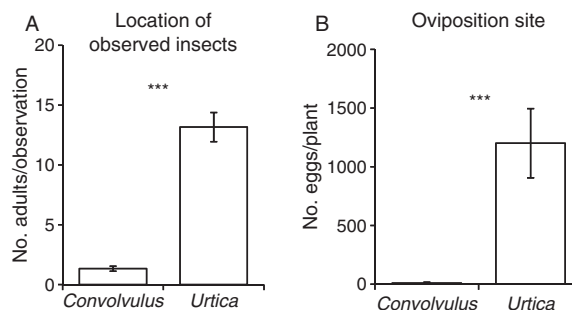 A
Location of
observed insects
20
15
10
5
0
No. adults/observation
***
Convolvulus
Urtica
B
Oviposition site
2000
1500
1000
500
0
No. eggs/plant
***
Convolvulus
Urtica